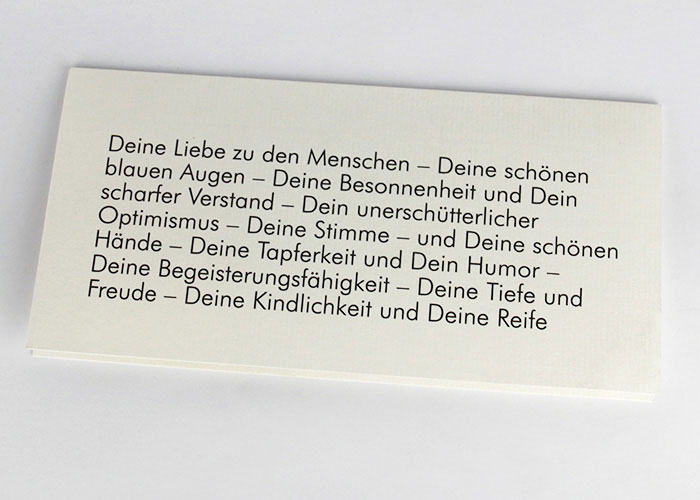 Deine Liebe zu den Menschen – Deine schönen
blauen Augen – Deine Besonnenheit und Dein
scharfer Verstand – Dein unerschütterlicher
Optimismus – Deine Stimme – und Deine schönen
Hände – Deine Tapferkeit und Dein Humor –
Deine Begeisterungsfähigkeit – Deine Tiefe und
Freude – Deine Kindlichkeit und Deine Reife